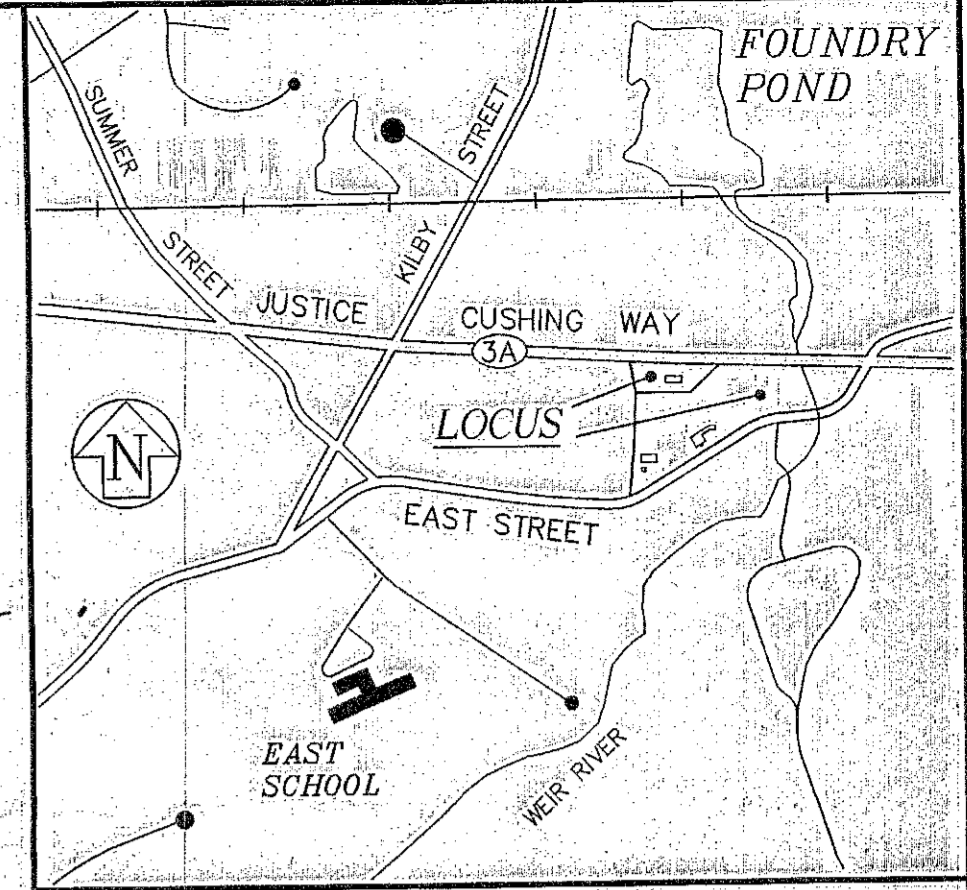 FOUNDRY
POND
SUMMER
STREET
KILBY
STREET
JUSTICE CUSHING WAY
3A
LOCUS
N
EAST STREET
EAST
SCHOOL
WEIR RIVER